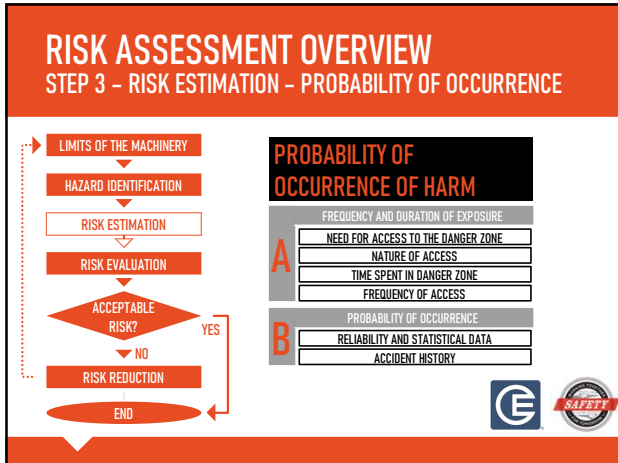 RISK ASSESSMENT OVERVIEW
STEP 3 – RISK ESTIMATION – PROBABILITY OF OCCURRENCE
LIMITS OF THE MACHINERY
HAZARD IDENTIFICATION
RISK ESTIMATION
RISK EVALUATION
ACCEPTABLE
RISK?
YES
NO
RISK REDUCTION
END
PROBABILITY OF
OCCURRENCE OF HARM
A
FREQUENCY AND DURATION OF EXPOSURE
NEED FOR ACCESS TO THE DANGER ZONE
NATURE OF ACCESS
TIME SPENT IN DANGER ZONE
FREQUENCY OF ACCESS
B
PROBABILITY OF OCCURRENCE
RELIABILITY AND STATISTICAL DATA
ACCIDENT HISTORY
CE
SAFETY